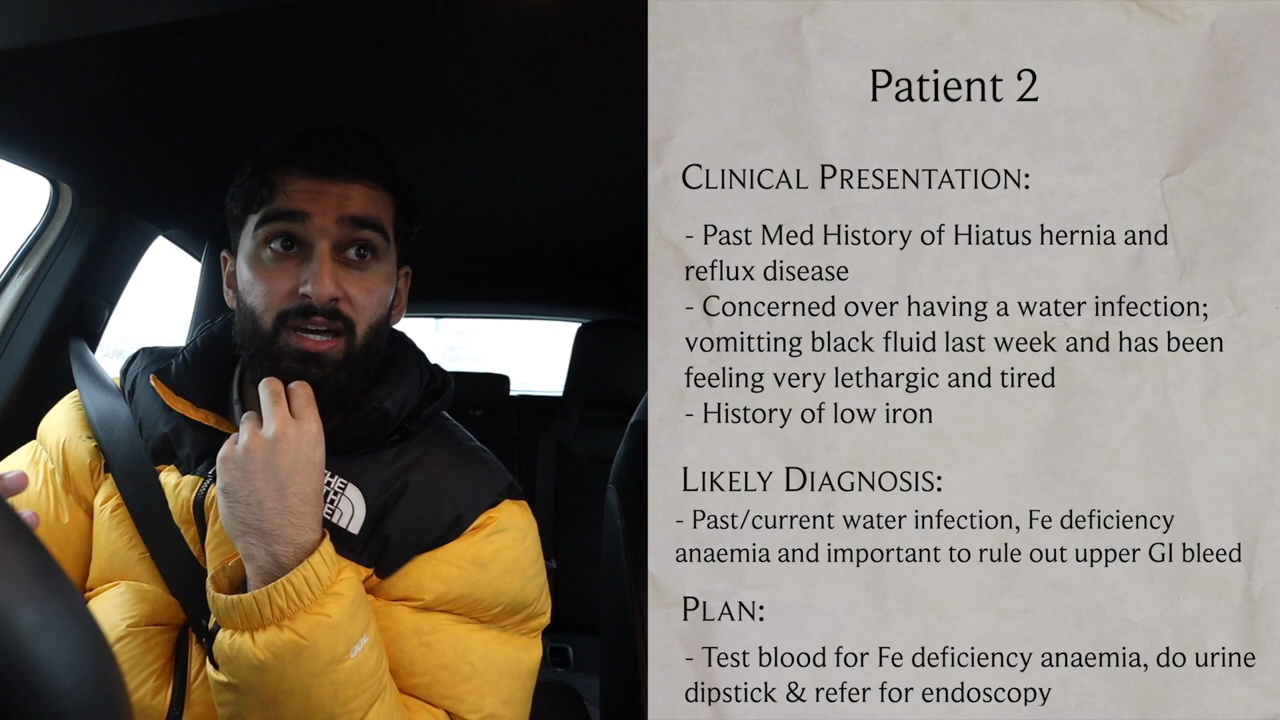 Patient 2
CLINICAL PRESENTATION:
- Past Med History of Hiatus hernia and
reflux disease
- Concerned over having a water infection;
vomitting black fluid last week and has been
feeling very lethargic and tired
- History of low iron
LIKELY DIAGNOSIS:
- Past/current water infection, Fe deficiency
anaemia and important to rule out upper GI bleed
PLAN:
- Test blood for Fe deficiency anaemia, do urine
dipstick & refer for endoscopy
THE